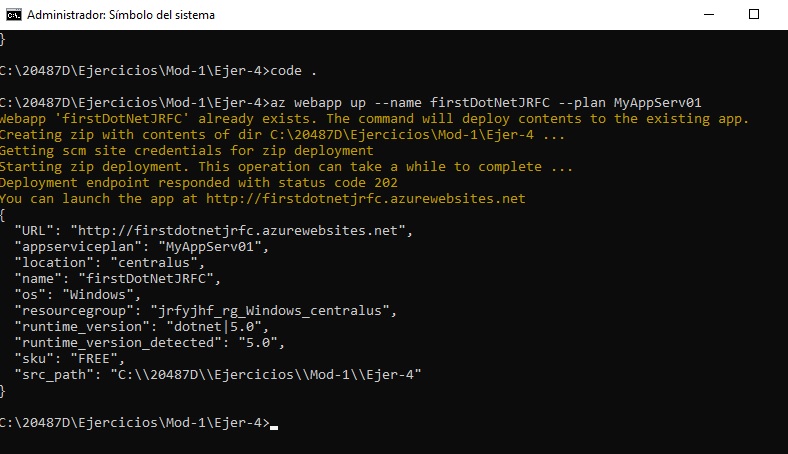 Administrador: Símbolo del sistema
}
C:\20487D\Ejercicios\Mod-1\Ejer-4>code .
C:\20487D\Ejercicios\Mod-1\Ejer-4>az webapp up --name firstDotNetJRFC --plan MyAppServ01
Webapp 'firstDotNetJRFC' already exists. The command will deploy contents to the existing app.
Creating zip with contents of dir C:\20487D\Ejercicios\Mod-1\Ejer-4 ...
Getting scm site credentials for zip deployment
Starting zip deployment. This operation can take a while to complete ...
Deployment endpoint responded with status code 202
You can launch the app at http://firstdotnetjrfc.azurewebsites.net
{
  "URL": "http://firstdotnetjrfc.azurewebsites.net",
  "appserviceplan": "MyAppServ01",
  "location": "centralus",
  "name": "firstDotNetJRFC",
  "os": "Windows",
  "resourcegroup": "jrfyjhf_rg_Windows_centralus",
  "runtime_version": "dotnet|5.0",
  "runtime_version_detected": "5.0",
  "sku": "FREE",
  "src_path": "C:\\20487D\\Ejercicios\\Mod-1\\Ejer-4"
}
C:\20487D\Ejercicios\Mod-1\Ejer-4>